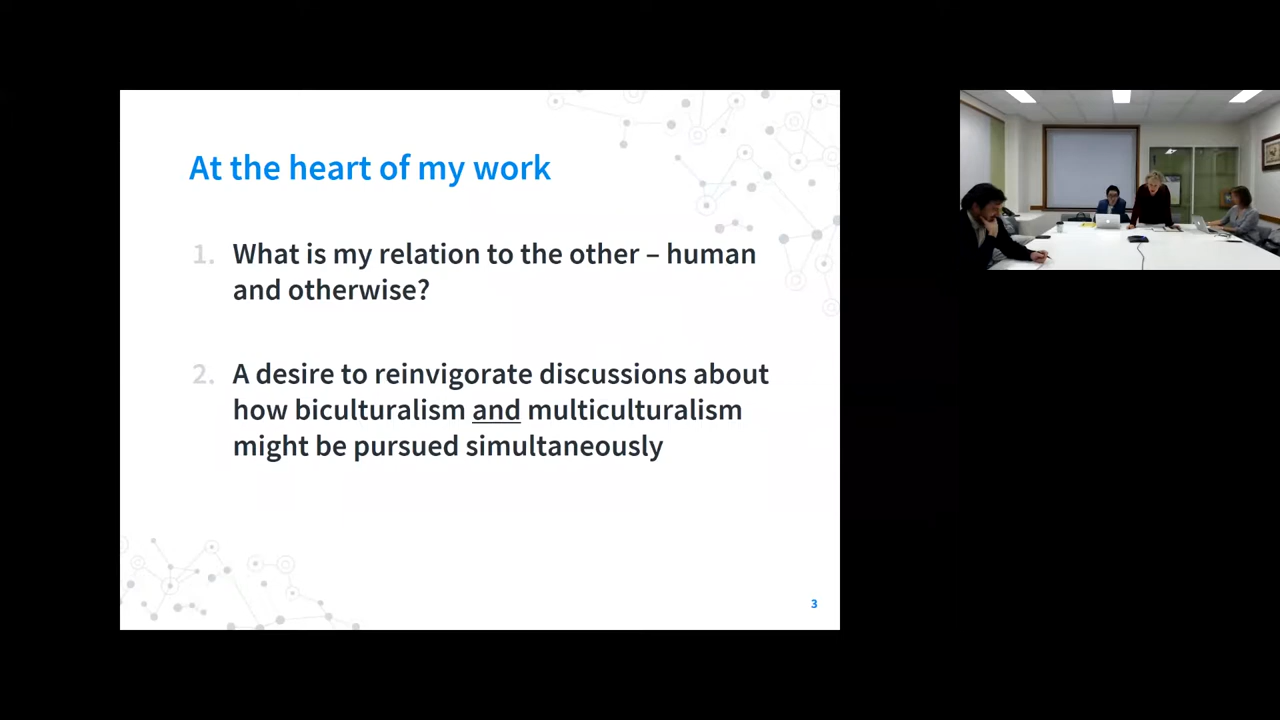 At the heart of my work
1. What is my relation to the other – human
and otherwise?
2. A desire to reinvigorate discussions about
how biculturalism and multiculturalism
might be pursued simultaneously
3